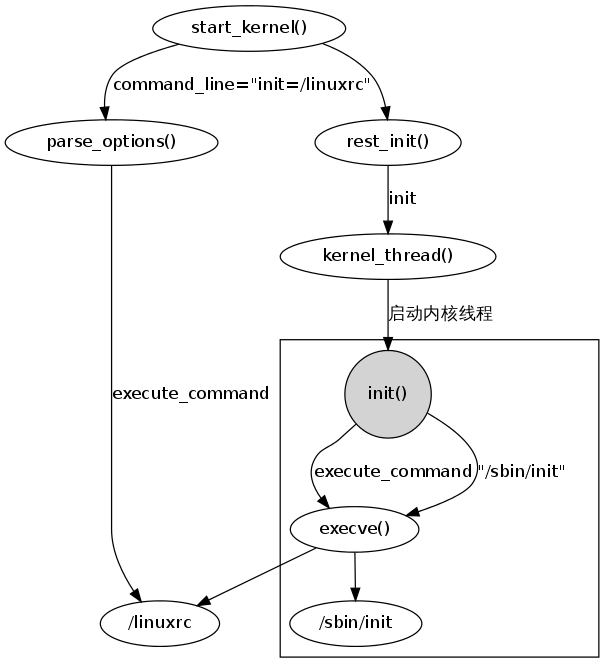 start_kernel()
command_line="init=/linuxrc"
parse_options()
rest_init()
init
kernel_thread()
启动内核线程
init()
execute_command
execute_command
"/sbin/init"
execve()
/linuxrc
/sbin/init